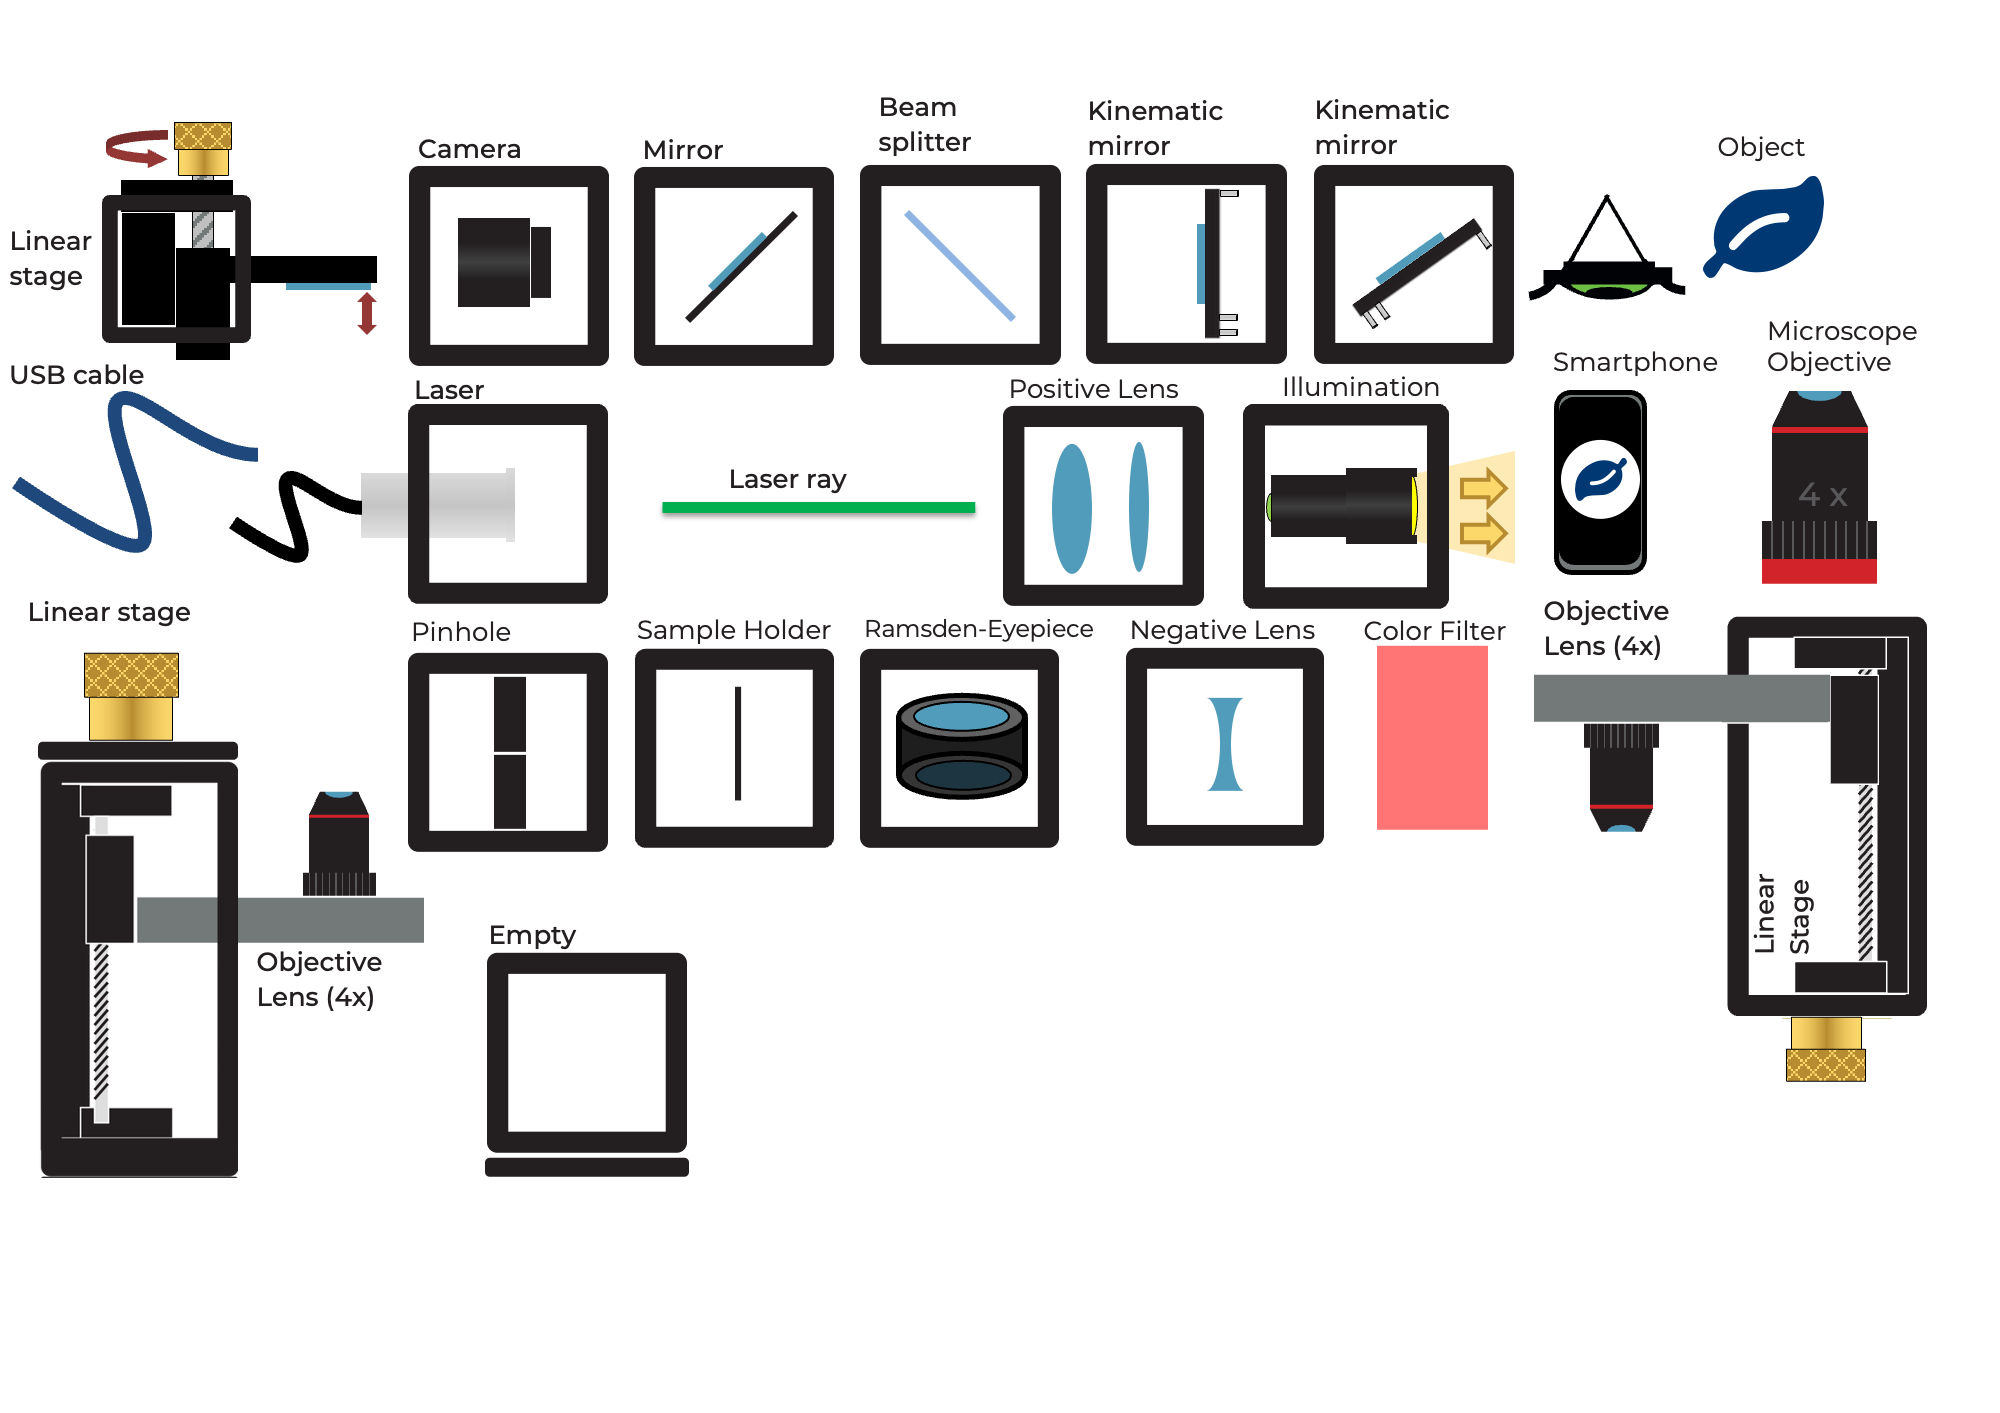 Beam
splitter
Kinematic
mirror
Kinematic
mirror
Camera
Mirror
Object
Linear
stage
Microscope
Objective
USB cable
Laser
Positive Lens
Illumination
Smartphone
Laser ray
4 x
Linear stage
Pinhole
Sample Holder
Ramsden-Eyepiece
Negative Lens
Color Filter
Objective
Lens (4x)
Linear
Stage
Empty
Objective
Lens (4x)